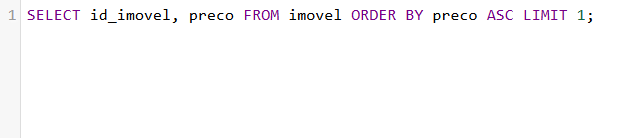 1 SELECT id_imovel, preco FROM imovel ORDER BY preco ASC LIMIT 1;